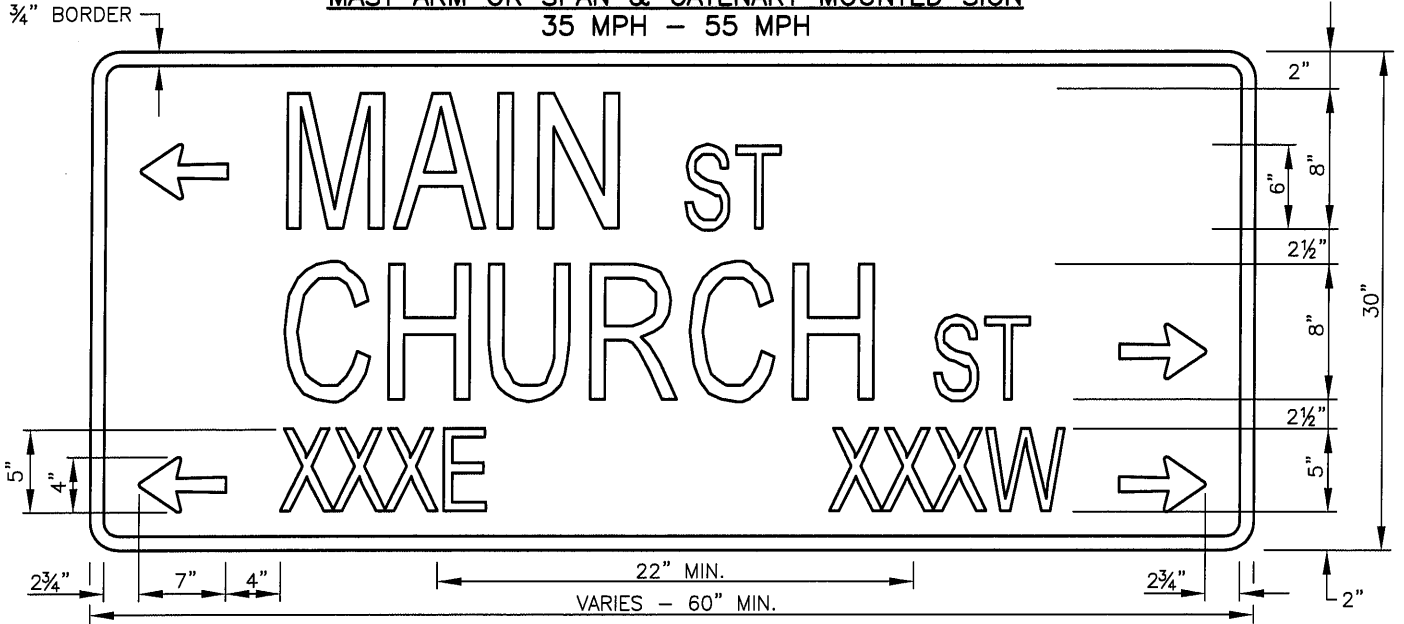 MAST ARM OR SPAN & CATENARY MOUNTED SIGN
¾" BORDER
35 MPH – 55 MPH
2"
MAIN ST
8"
6"
2½"
30"
CHURCH ST
8"
2½"
XXXE XXXW
5"
4"
5"
2¾" 7" 4" 22" MIN. 2¾" 2"
VARIES – 60" MIN.